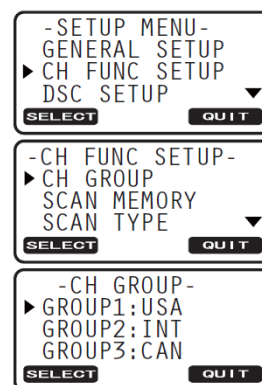 -SETUP MENU-
GENERAL SETUP
CH FUNC SETUP
DSC SETUP
SELECT QUIT
-CH FUNC SETUP-
CH GROUP
SCAN MEMORY
SCAN TYPE
SELECT QUIT
-CH GROUP-
GROUP1:USA
GROUP2:INT
GROUP3:CAN
SELECT QUIT